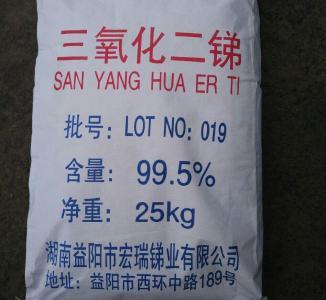 三氧化二锑
SAN YANG HUA ER TI
批号: LOT NO: 019
含量: 99.5%
净重: 25kg
湖南益阳市宏瑞锑业有限公司
地址: 益阳市西环中路189号